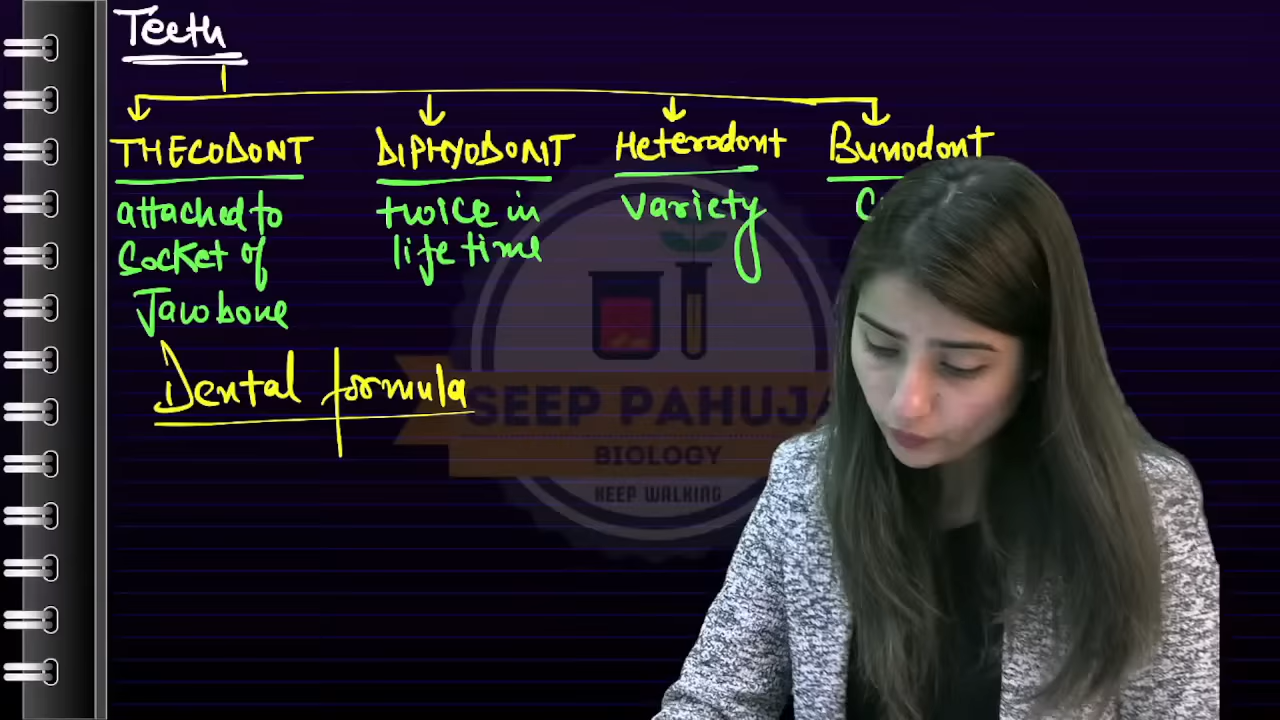 Teeth
THECODONT DIPHYODONT Heterodont Bunodont
attached to twice in variety
Socket of life time
Jawbone
Dental formula
SEEP PAHUJA
BIOLOGY
KEEP WALKING